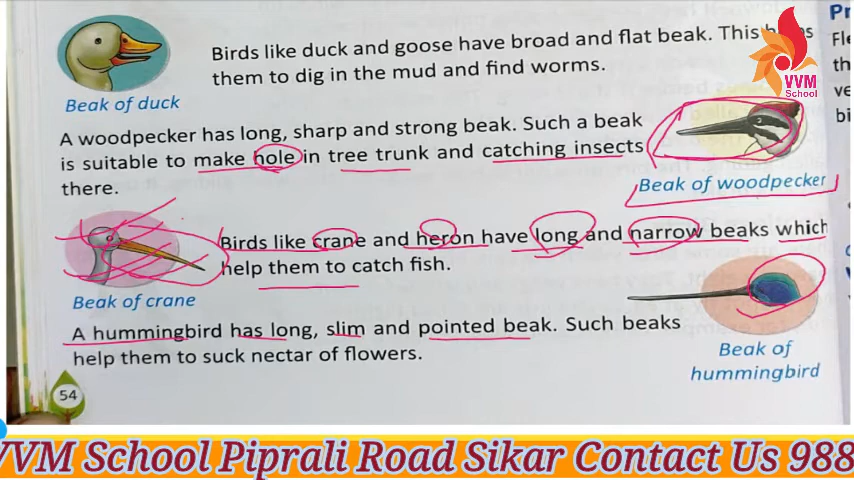 Birds like duck and goose have broad and flat beak. This
them to dig in the mud and find worms.
Beak of duck
VVM
School
A woodpecker has long, sharp and strong beak. Such a beak
is suitable to make hole in tree trunk and catching insects
there.
Beak of woodpecker
Birds like crane and heron have long and narrow beaks which
help them to catch fish.
Beak of crane
A hummingbird has long, slim and pointed beak. Such beaks
help them to suck nectar of flowers.
Beak of
hummingbird
54
VVM School Piprali Road Sikar Contact Us 988